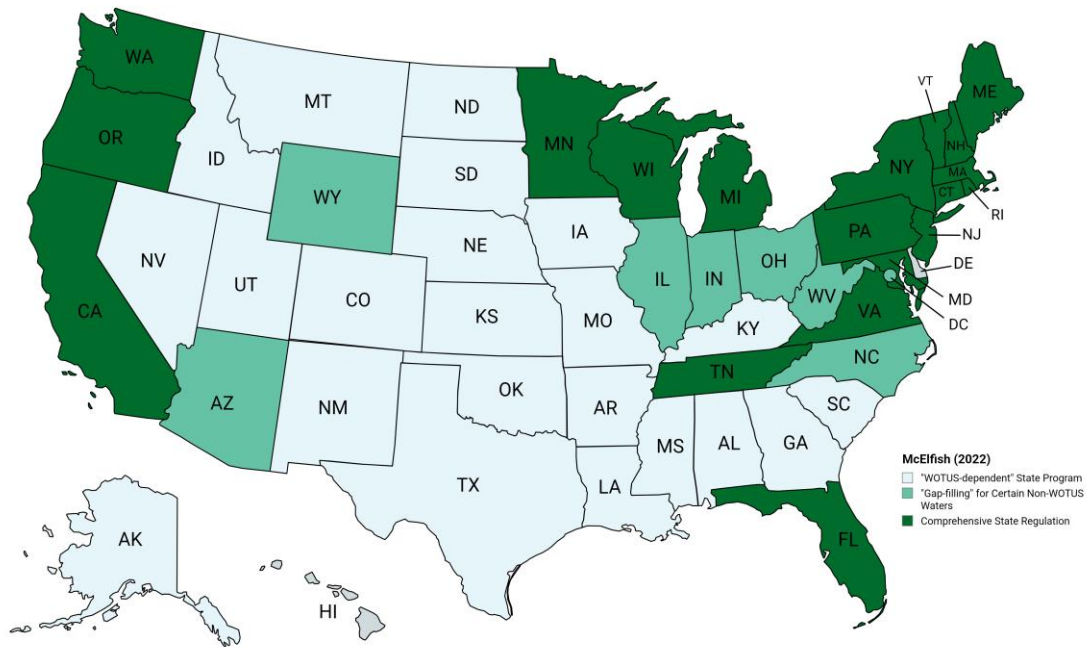 WA
MT
ND
MN
VT
ME
OR
ID
SD
WI
MI
NY
NH
MA
CT
RI
WY
IA
NE
PA
NJ
NV
UT
CO
IL
IN
OH
DE
MD
DC
CA
KS
MO
WV
KY
VA
NC
TN
AZ
NM
OK
AR
SC
MS
AL
GA
TX
LA
McElfish (2022)
"WOTUS-dependent" State Program
"Gap-filling" for Certain Non-WOTUS
Waters
Comprehensive State Regulation
FL
AK
HI